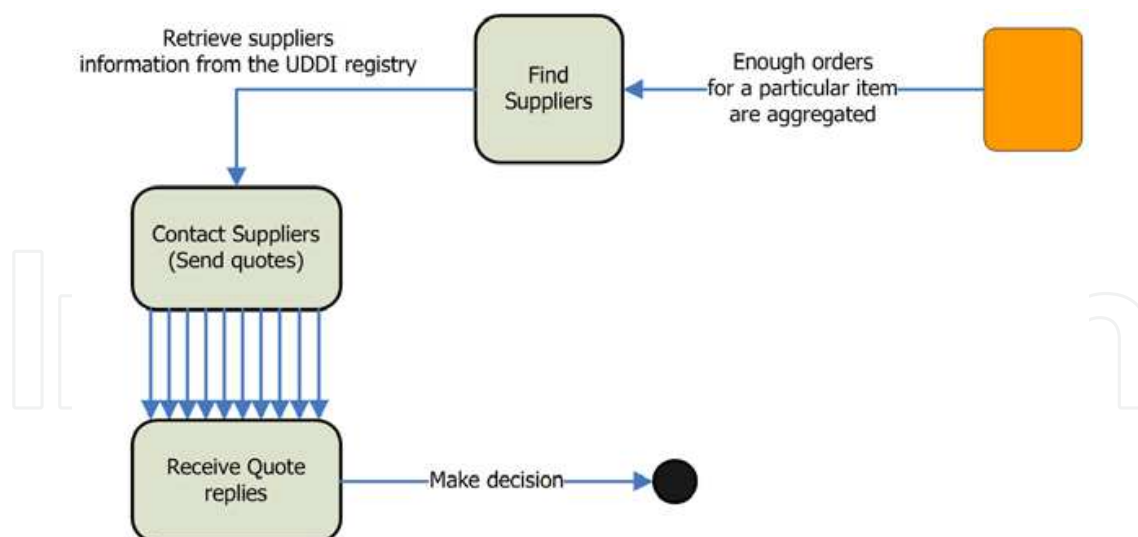 Retrieve suppliers
information from the UDDI registry
Find
Suppliers
Enough orders
for a particular item
are aggregated
Contact Suppliers
(Send quotes)
Receive Quote
replies
Make decision